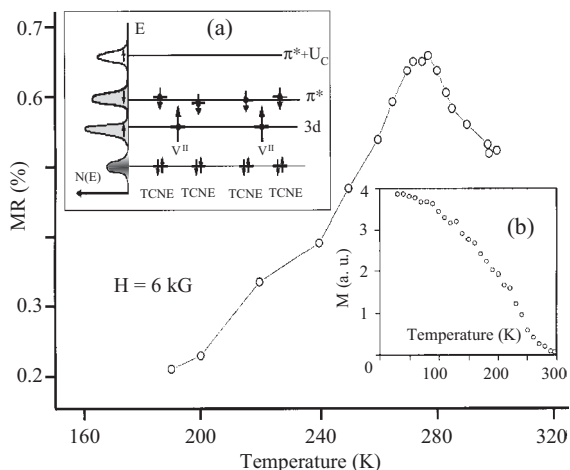 MR (%)
0.6
0.4
0.3
0.2
160
200
240
280
320
Temperature (K)
H = 6 kG
(a)
E
π*+U_C
π*
3d
V^II
V^II
N(E)
TCNE TCNE TCNE TCNE
(b)
M (a. u.)
4
3
2
1
0
100
200
300
Temperature (K)